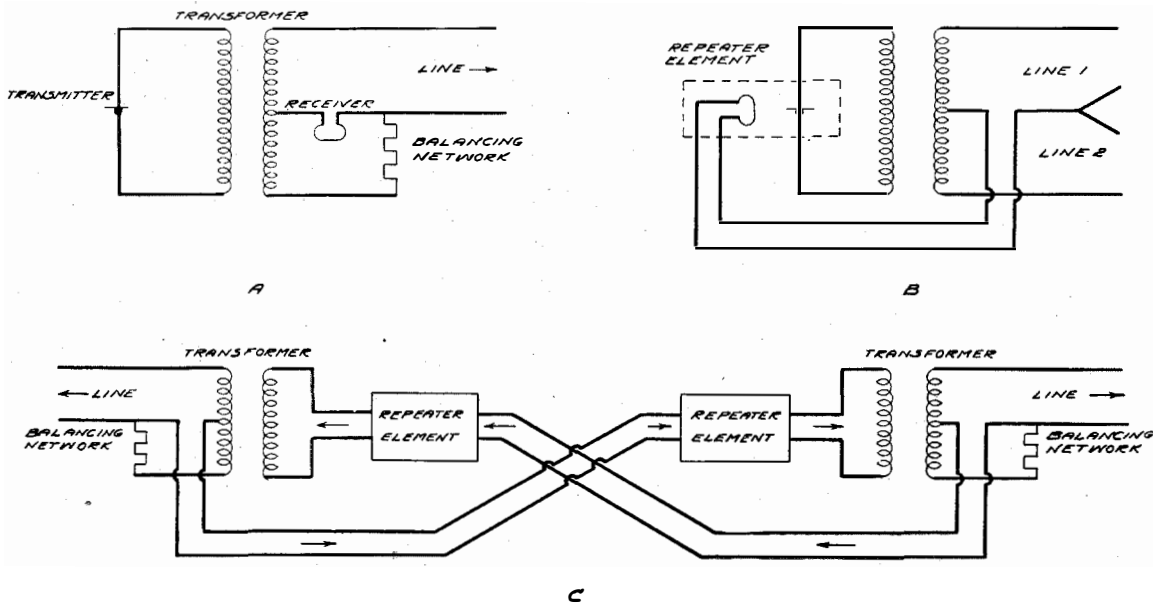 TRANSFORMER
LINE →
TRANSMITTER
RECEIVER
BALANCING
NETWORK
A
REPEATER
ELEMENT
LINE 1
LINE 2
B
TRANSFORMER
← LINE
BALANCING
NETWORK
REPEATER
ELEMENT
REPEATER
ELEMENT
TRANSFORMER
LINE →
BALANCING
NETWORK
C